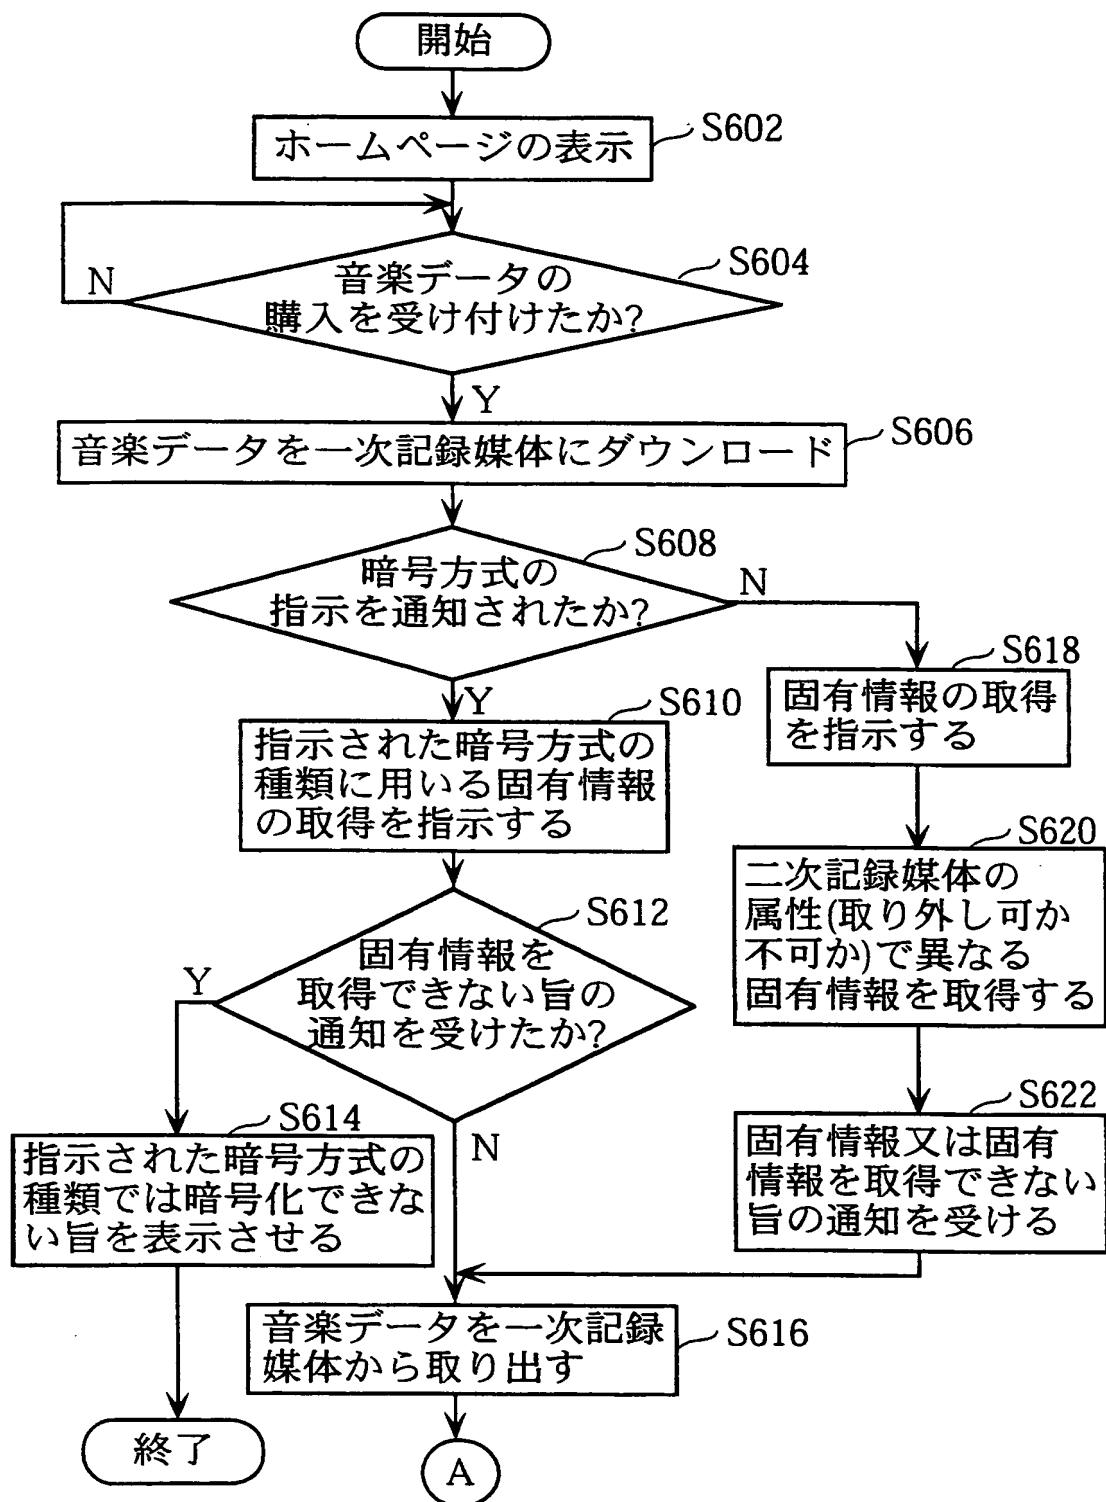 開始
ホームページの表示
S602
音楽データの
購入を受け付けたか?
S604
N
Y
音楽データを一次記録媒体にダウンロード
S606
暗号方式の
指示を通知されたか?
S608
N
Y
S610
指示された暗号方式の
種類に用いる固有情報
の取得を指示する
S618
固有情報の取得
を指示する
S620
二次記録媒体の
属性(取り外し可か
不可か)で異なる
固有情報を取得する
S612
固有情報を
取得できない旨の
通知を受けたか?
Y
N
S614
指示された暗号方式の
種類では暗号化できな
い旨を表示させる
S622
固有情報又は固有
情報を取得できない
旨の通知を受ける
音楽データを一次記録
媒体から取り出す
S616
終了
A